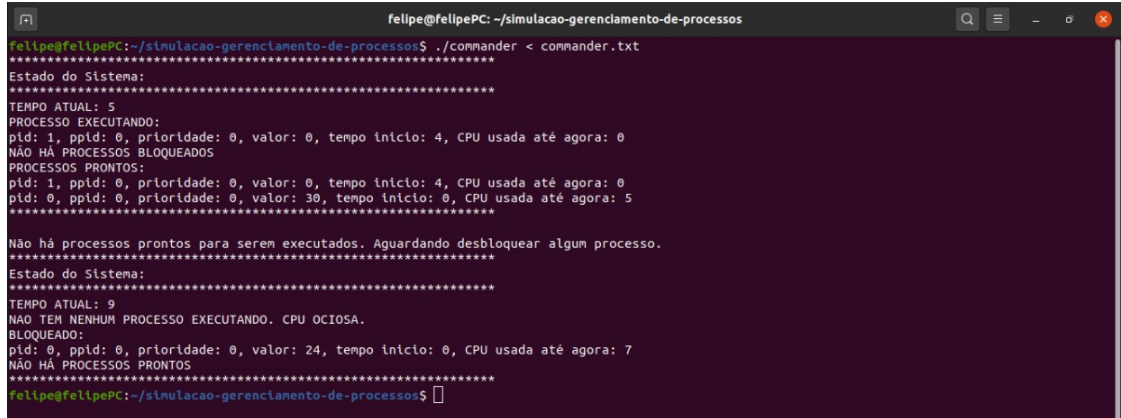 felipe@felipePC: ~/simulacao-gerenciamento-de-processos
felipe@felipePC:~/simulacao-gerenciamento-de-processos$ ./commander < commander.txt
****************************************************************
Estado do Sistema:
****************************************************************
TEMPO ATUAL: 5
PROCESSO EXECUTANDO:
pid: 1, ppid: 0, prioridade: 0, valor: 0, tempo inicio: 4, CPU usada até agora: 0
NÃO HÁ PROCESSOS BLOQUEADOS
PROCESSOS PRONTOS:
pid: 1, ppid: 0, prioridade: 0, valor: 0, tempo inicio: 4, CPU usada até agora: 0
pid: 0, ppid: 0, prioridade: 0, valor: 30, tempo inicio: 0, CPU usada até agora: 5
****************************************************************
Não há processos prontos para serem executados. Aguardando desbloquear algum processo.
****************************************************************
Estado do Sistema:
****************************************************************
TEMPO ATUAL: 9
NAO TEM NENHUM PROCESSO EXECUTANDO. CPU OCIOSA.
BLOQUEADO:
pid: 0, ppid: 0, prioridade: 0, valor: 24, tempo inicio: 0, CPU usada até agora: 7
NÃO HÁ PROCESSOS PRONTOS
****************************************************************
felipe@felipePC:~/simulacao-gerenciamento-de-processos$